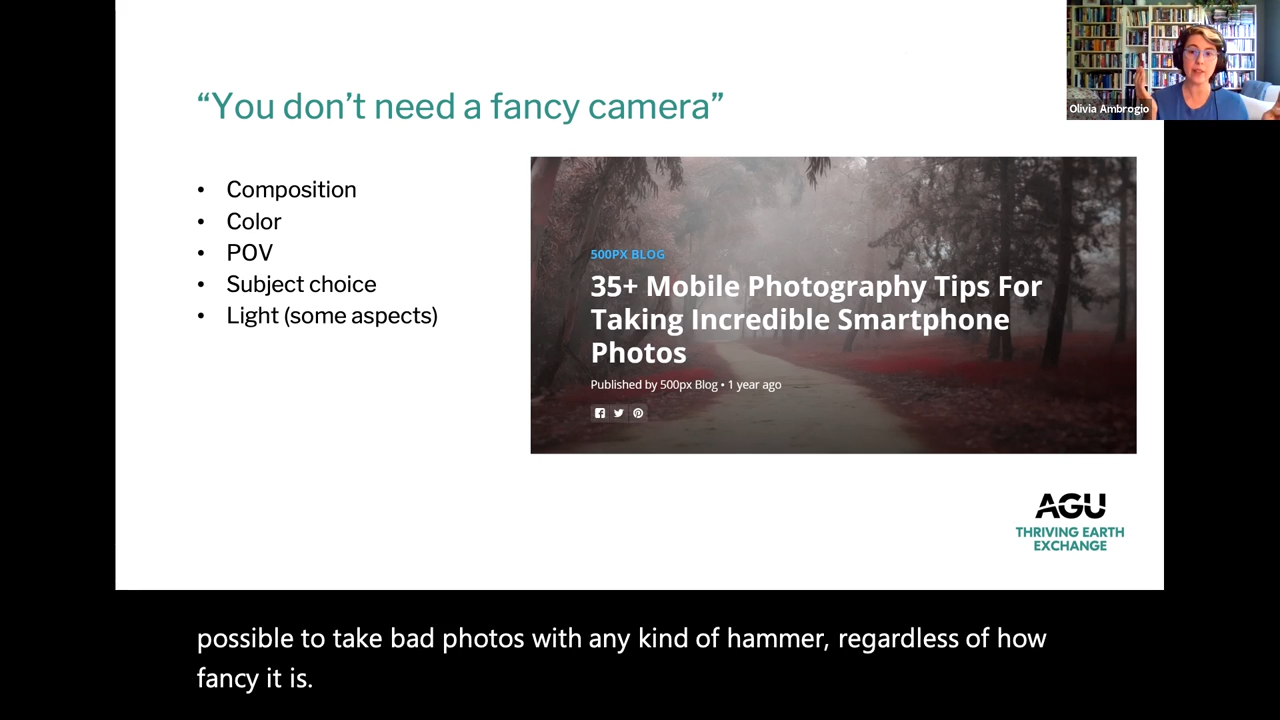 Olivia Ambrogio
“You don’t need a fancy camera”
• Composition
• Color
• POV
• Subject choice
• Light (some aspects)
500PX BLOG
35+ Mobile Photography Tips For
Taking Incredible Smartphone
Photos
Published by 500px Blog • 1 year ago
AGU
THRIVING EARTH
EXCHANGE
possible to take bad photos with any kind of hammer, regardless of how
fancy it is.